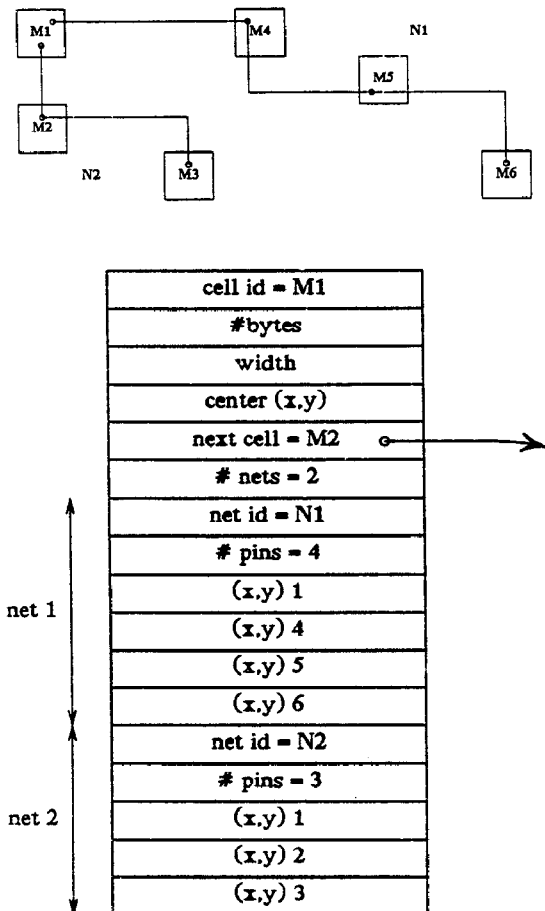 M1
M4
N1
M5
M2
N2
M3
M6
cell id = M1
#bytes
width
center (x,y)
next cell = M2
# nets = 2
net id = N1
# pins = 4
(x,y) 1
net 1
(x,y) 4
(x,y) 5
(x,y) 6
net id = N2
# pins = 3
net 2
(x,y) 1
(x,y) 2
(x,y) 3